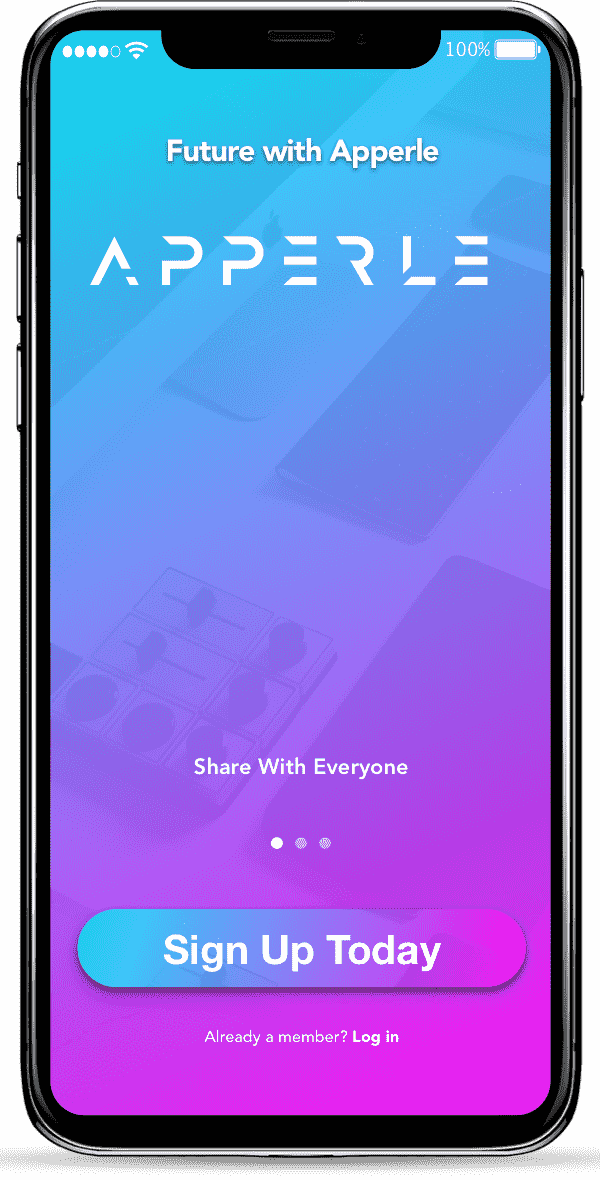 100%
Future with Apperle
APPERLE
Share With Everyone
Sign Up Today
Already a member? Log in